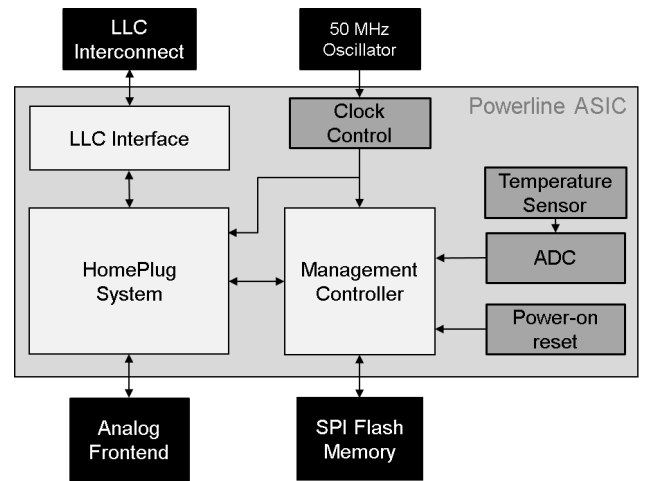 LLC
Interconnect
50 MHz
Oscillator
Powerline ASIC
LLC Interface
Clock
Control
Temperature
Sensor
HomePlug
System
Management
Controller
ADC
Power-on
reset
Analog
Frontend
SPI Flash
Memory